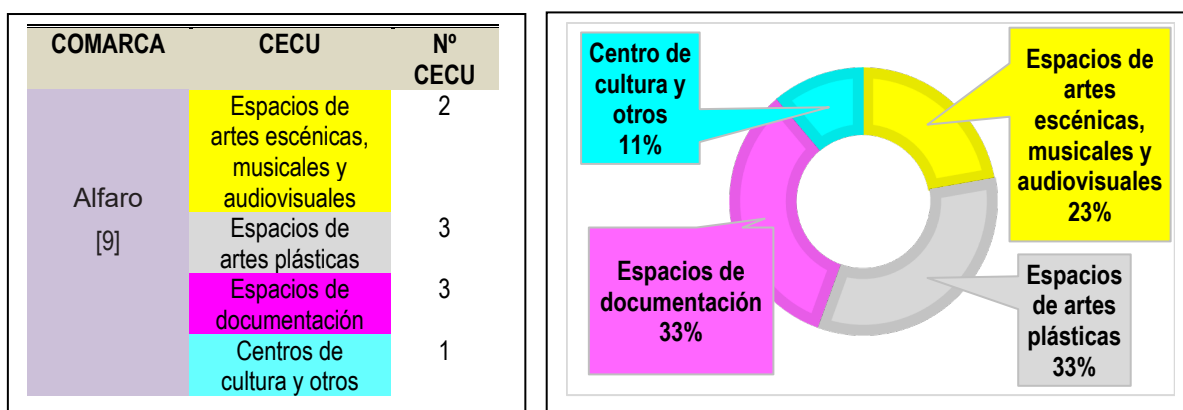 COMARCA CECU Nº
CECU
Alfaro
[9]
Espacios de
artes escénicas,
musicales y
audiovisuales
2
Espacios de
artes plásticas
3
Espacios de
documentación
3
Centros de
cultura y otros
1
Centro de
cultura y
otros
11%
Espacios de
artes
escénicas,
musicales y
audiovisuales
23%
Espacios de
documentación
33%
Espacios
de artes
plásticas
33%